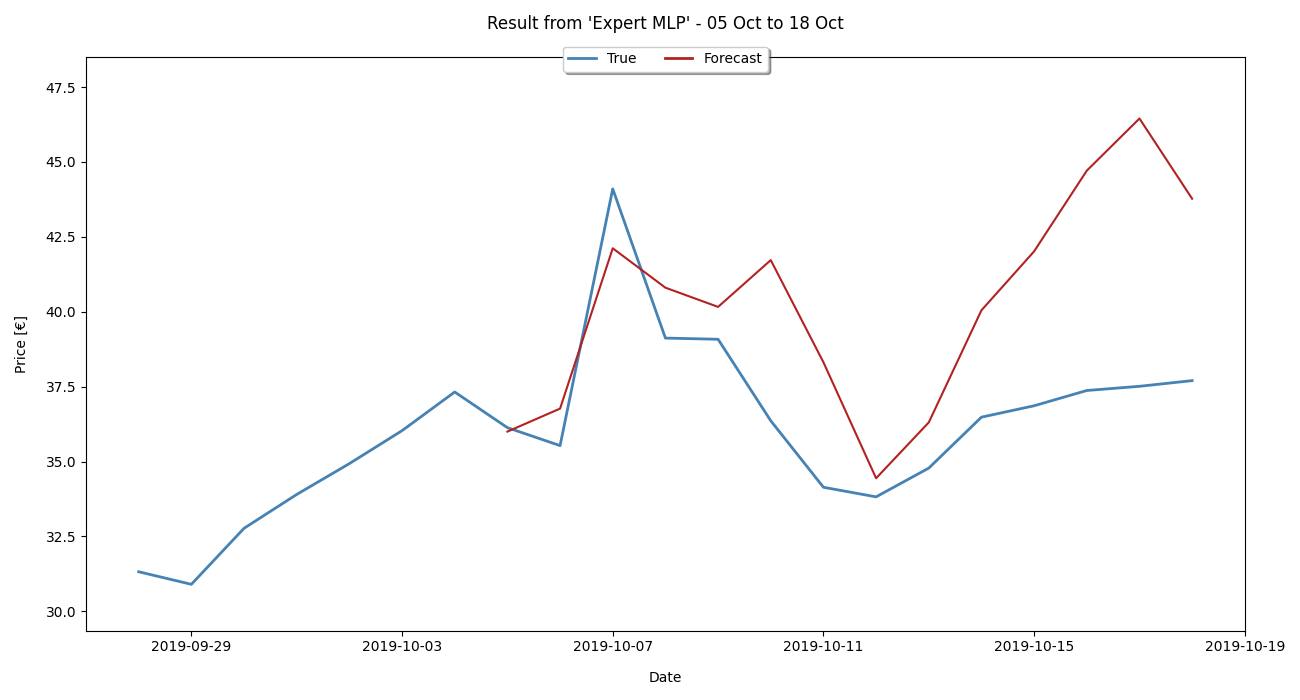 Result from 'Expert MLP' - 05 Oct to 18 Oct
True Forecast
47.5
45.0
42.5
40.0
37.5
35.0
32.5
30.0
Price [€]
2019-09-29 2019-10-03 2019-10-07 2019-10-11 2019-10-15 2019-10-19
Date